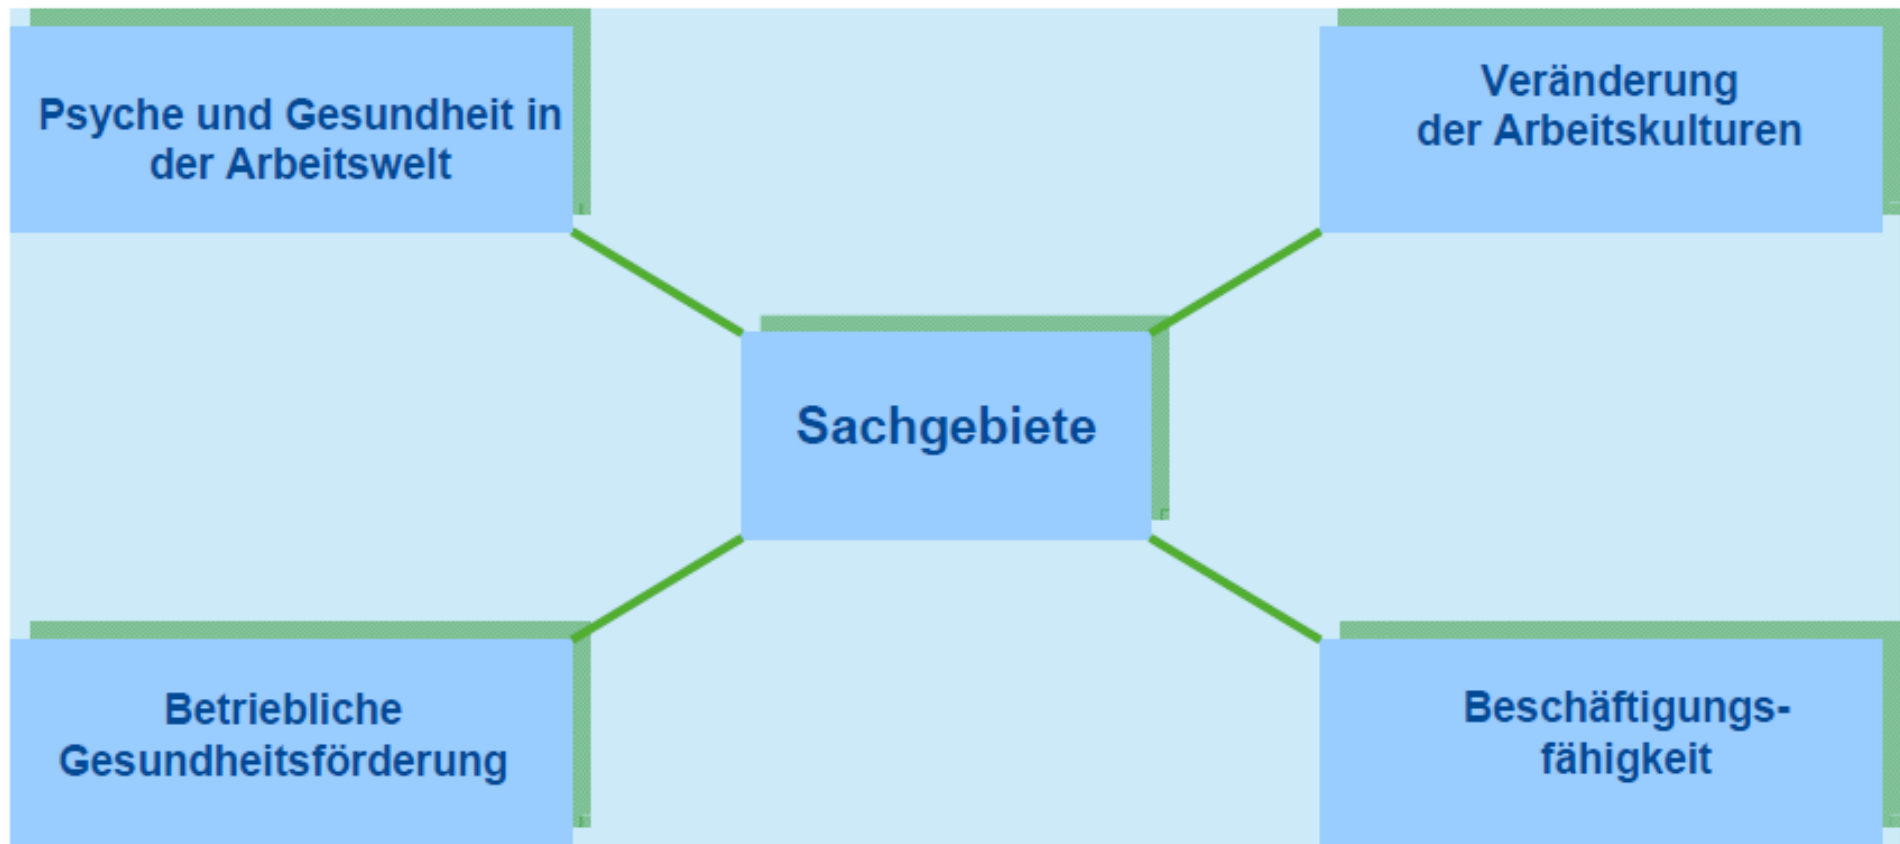 Psyche und Gesundheit in
der Arbeitswelt
Veränderung
der Arbeitskulturen
Sachgebiete
Betriebliche
Gesundheitsförderung
Beschäftigungs-
fähigkeit